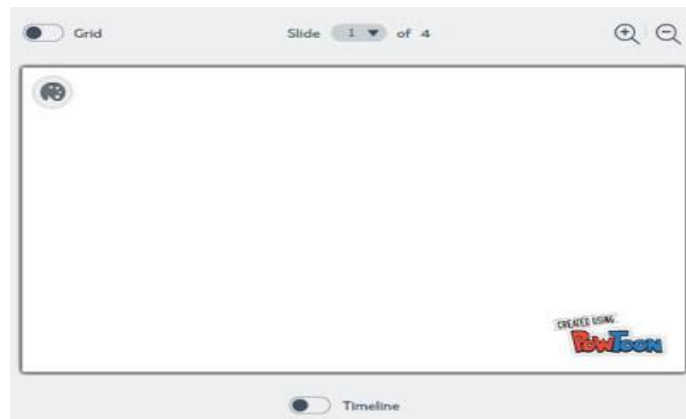 Grid
Slide 1 of 4
CREATED USING
POWTOON
Timeline